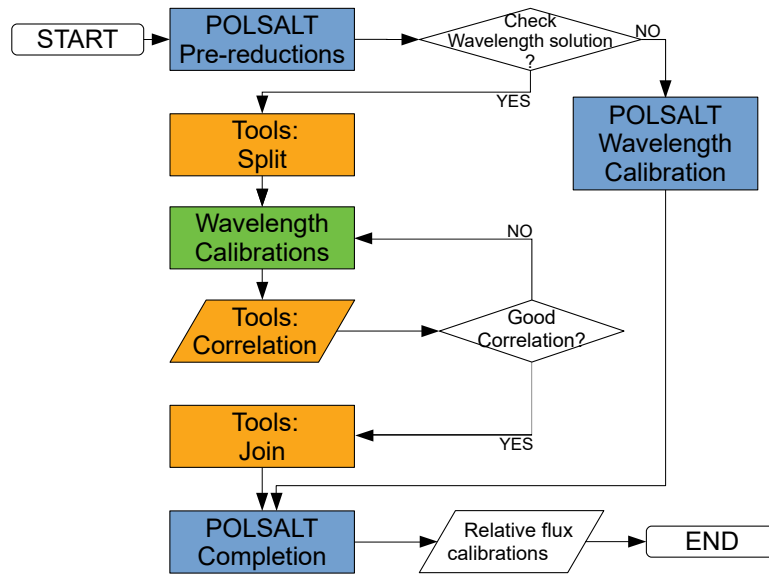 START
POLSALT
Pre-reductions
Check
Wavelength solution
?
NO
YES
POLSALT
Wavelength
Calibration
Tools:
Split
Wavelength
Calibrations
NO
Tools:
Correlation
Good
Correlation?
YES
Tools:
Join
POLSALT
Completion
Relative flux
calibrations
END